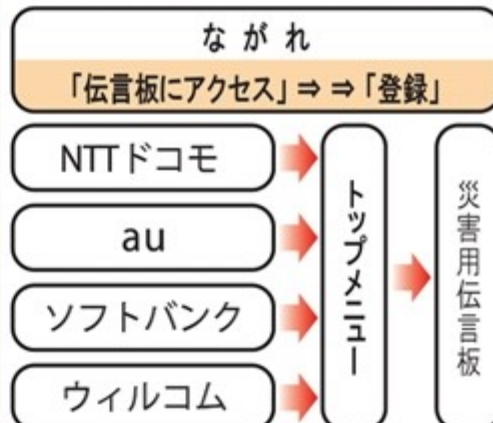 ながれ
「伝言板にアクセス」⇒⇒「登録」
NTTドコモ
au
ソフトバンク
ウィルコム
トップメニュー
災害用伝言板